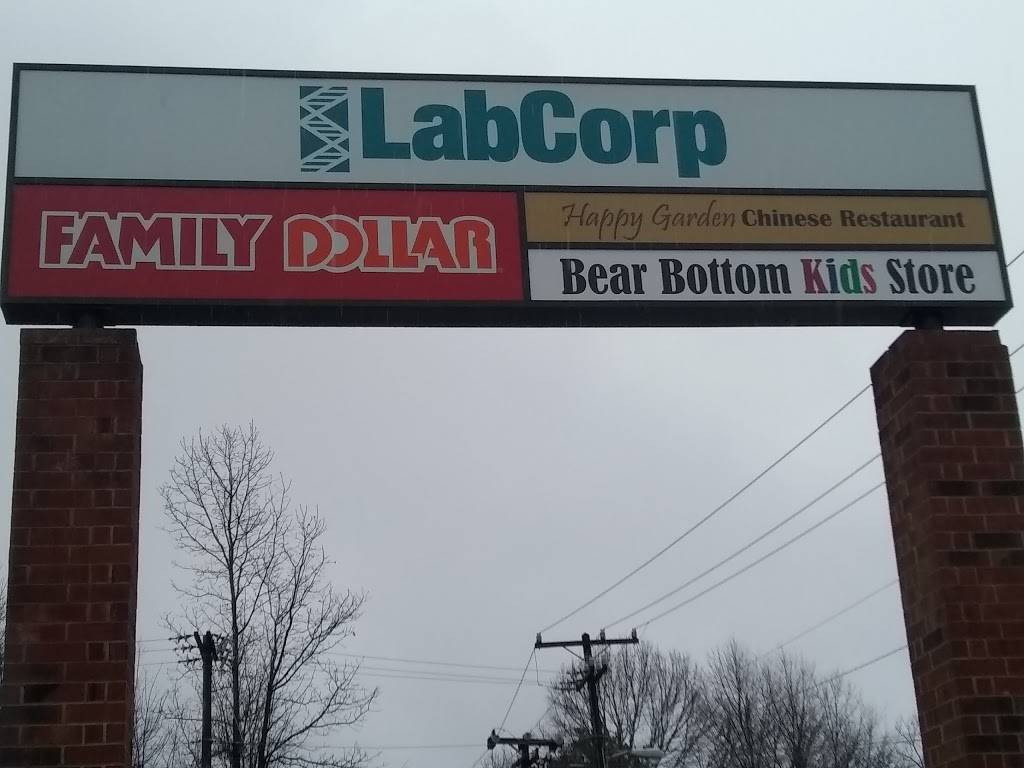 LabCorp
FAMILY DOLLAR
Happy Garden Chinese Restaurant
Bear Bottom Kids Store